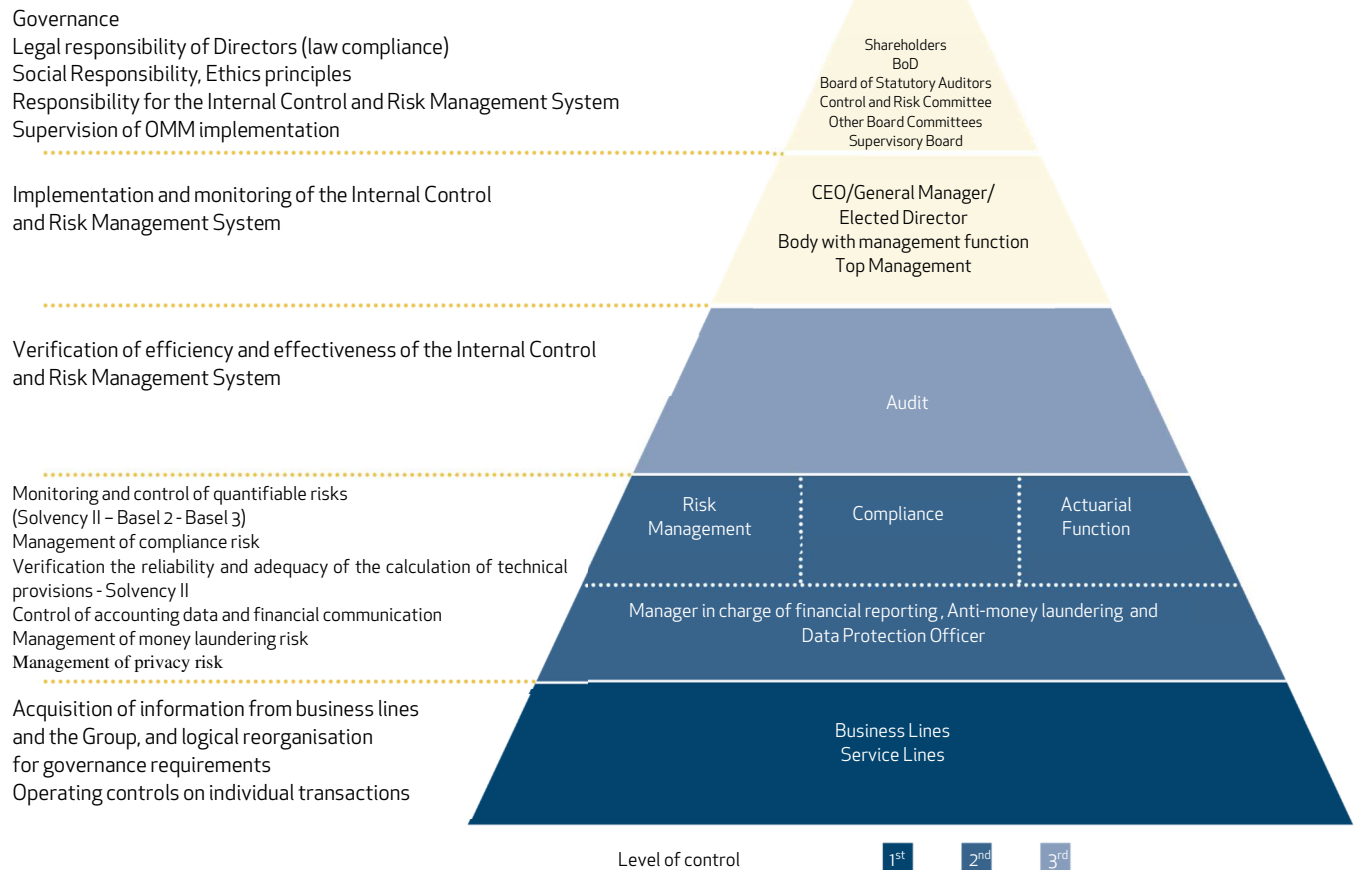 Governance
Legal responsibility of Directors (law compliance)
Social Responsibility, Ethics principles
Responsibility for the Internal Control and Risk Management System
Supervision of OMM implementation
Shareholders
BoD
Board of Statutory Auditors
Control and Risk Committee
Other Board Committees
Supervisory Board
Implementation and monitoring of the Internal Control
and Risk Management System
CEO/General Manager/
Elected Director
Body with management function
Top Management
Verification of efficiency and effectiveness of the Internal Control
and Risk Management System
Audit
Monitoring and control of quantifiable risks
(Solvency II – Basel 2 - Basel 3)
Management of compliance risk
Verification the reliability and adequacy of the calculation of technical
provisions - Solvency II
Control of accounting data and financial communication
Management of money laundering risk
Management of privacy risk
Risk
Management
Compliance
Actuarial
Function
Manager in charge of financial reporting , Anti-money laundering and
Data Protection Officer
Acquisition of information from business lines
and the Group, and logical reorganisation
for governance requirements
Operating controls on individual transactions
Business Lines
Service Lines
Level of control
1st
2nd
3rd